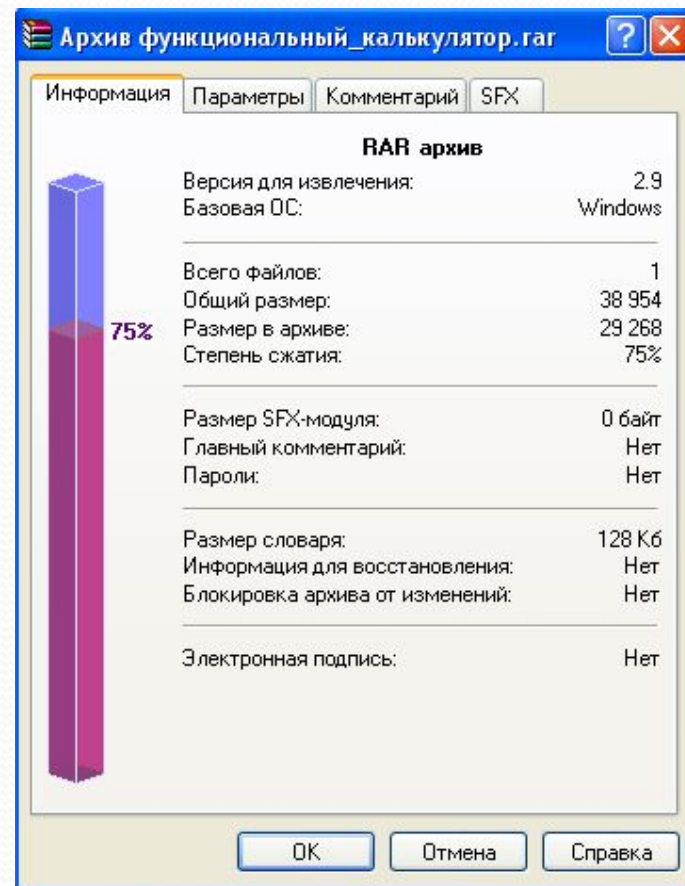 Архив функциональный_калькулятор.rar
Информация Параметры Комментарий SFX
RAR архив
Версия для извлечения: 2.9
Базовая ОС: Windows
Всего файлов: 1
Общий размер: 38 954
75% Размер в архиве: 29 268
Степень сжатия: 75%
Размер SFX-модуля: 0 байт
Главный комментарий: Нет
Пароли: Нет
Размер словаря: 128 Кб
Информация для восстановления: Нет
Блокировка архива от изменений: Нет
Электронная подпись: Нет
OK Отмена Справка